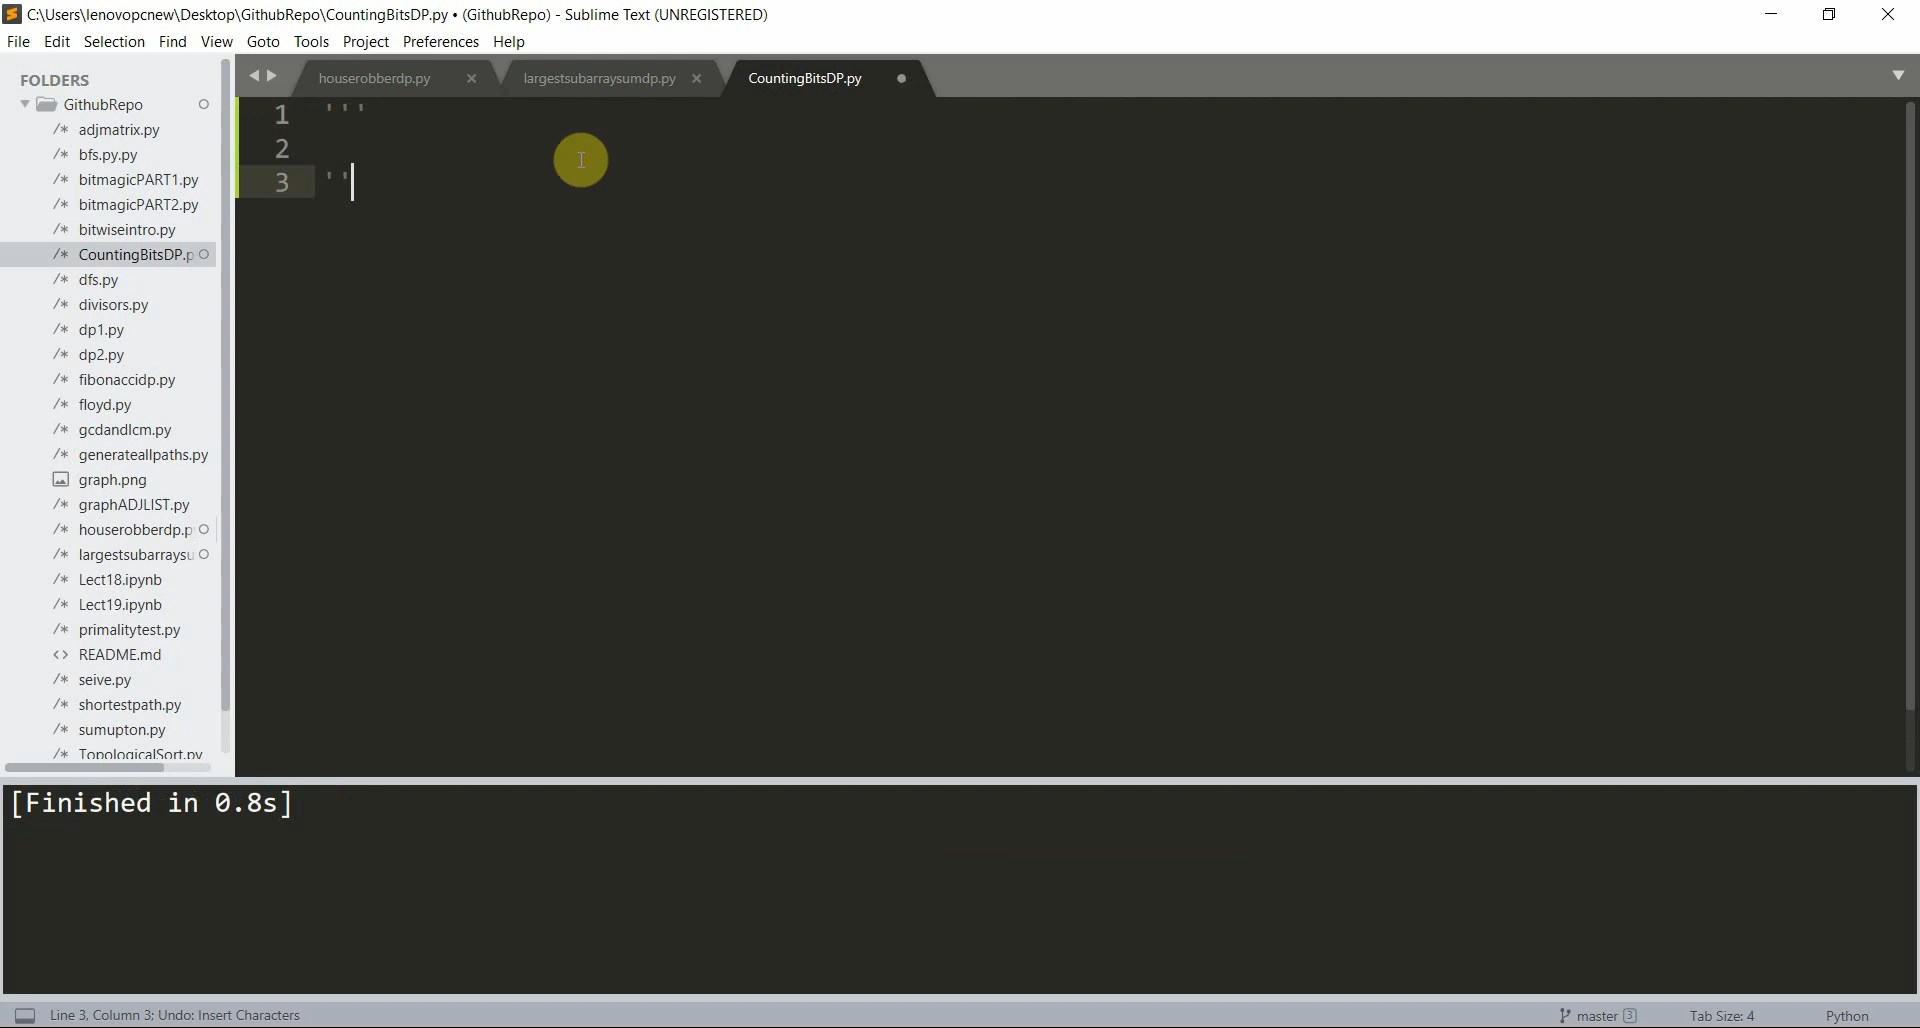 C:\Users\lenovopcnew\Desktop\GithubRepo\CountingBitsDP.py • (GithubRepo) - Sublime Text (UNREGISTERED)
File Edit Selection Find View Goto Tools Project Preferences Help
FOLDERS
houserobberdp.py
largestsubarraysumdp.py
CountingBitsDP.py
GithubRepo
/* adjmatrix.py
/* bfs.py.py
/* bitmagicPART1.py
/* bitmagicPART2.py
/* bitwiseintro.py
/* CountingBitsDP.p
/* dfs.py
/* divisors.py
/* dp1.py
/* dp2.py
/* fibonaccidp.py
/* floyd.py
/* gcdandlcm.py
/* generateallpaths.py
graph.png
/* graphADJLIST.py
/* houserobberdp.p
/* largestsubarraysu
/* Lect18.ipynb
/* Lect19.ipynb
/* primalitytest.py
<> README.md
/* seive.py
/* shortestpath.py
/* sumupton.py
/* TopologicalSort.py
1 '''
2
3 ''
[Finished in 0.8s]
Line 3, Column 3; Undo: Insert Characters
master 3
Tab Size: 4
Python